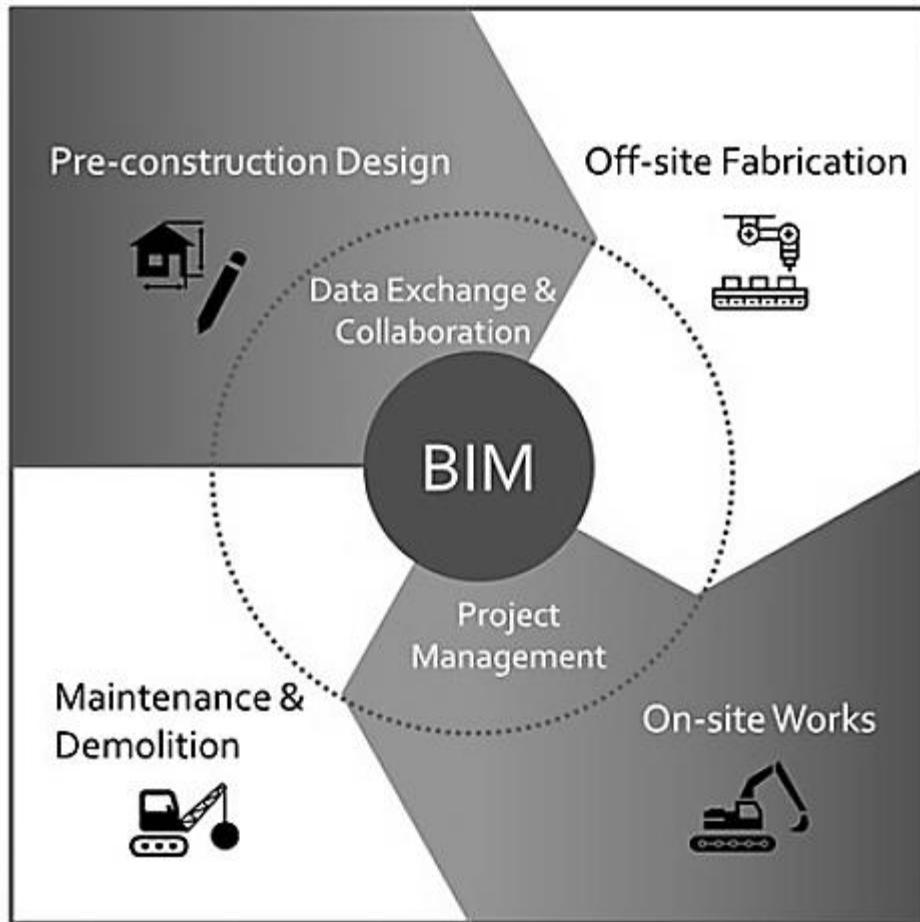 Pre-construction Design
Off-site Fabrication
Data Exchange &
Collaboration
BIM
Project
Management
Maintenance &
Demolition
On-site Works